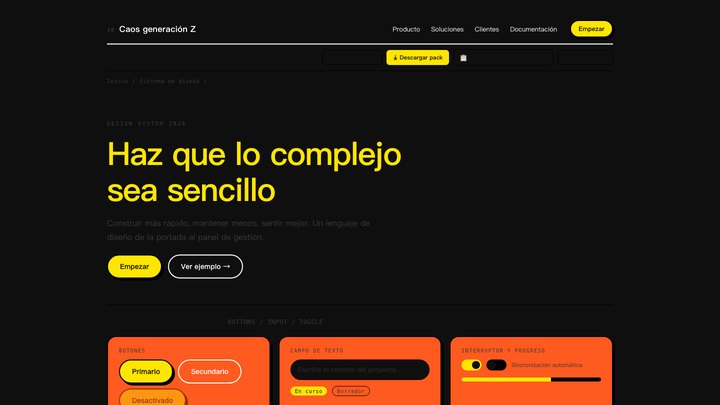 Caos generación Z
Producto
Soluciones
Clientes
Documentación
Empezar
↓ Descargar pack
Inicio / Sistema de diseño /
DESIGN SYSTEM 2026
Haz que lo complejo
sea sencillo
Construir más rápido, mantener menos, sentir mejor. Un lenguaje de
diseño de la portada al panel de gestión.
Empezar
Ver ejemplo →
BUTTONS / INPUT / TOGGLE
BOTONES
Primario
Secundario
Desactivado
CAMPO DE TEXTO
Escribe el nombre del proyecto...
En curso
Borrador
INTERRUPTOR Y PROGRESO
Sincronización automática